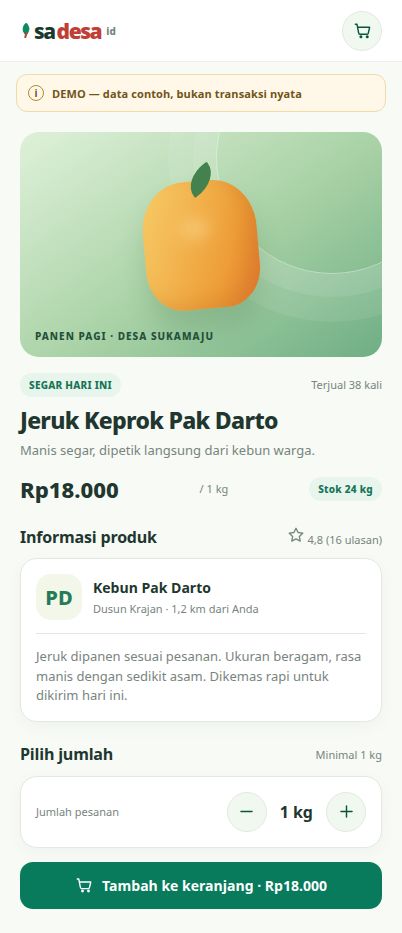 sadesa id
DEMO — data contoh, bukan transaksi nyata
PANEN PAGI · DESA SUKAMAJU
SEGAR HARI INI
Terjual 38 kali
Jeruk Keprok Pak Darto
Manis segar, dipetik langsung dari kebun warga.
Rp18.000 / 1 kg Stok 24 kg
Informasi produk
4,8 (16 ulasan)
PD
Kebun Pak Darto
Dusun Krajan · 1,2 km dari Anda
Jeruk dipanen sesuai pesanan. Ukuran beragam, rasa
manis dengan sedikit asam. Dikemas rapi untuk
dikirim hari ini.
Pilih jumlah
Minimal 1 kg
Jumlah pesanan
− 1 kg +
Tambah ke keranjang · Rp18.000